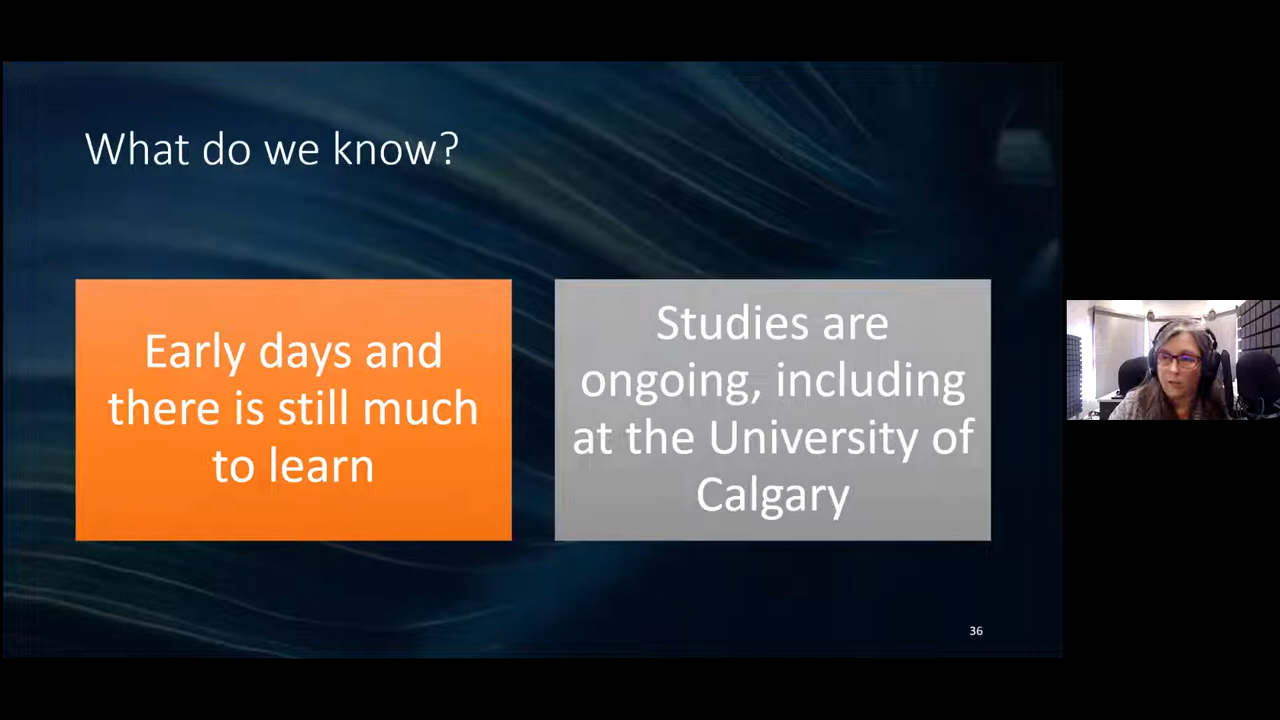 What do we know?
Early days and
there is still much
to learn
Studies are
ongoing, including
at the University of
Calgary
36